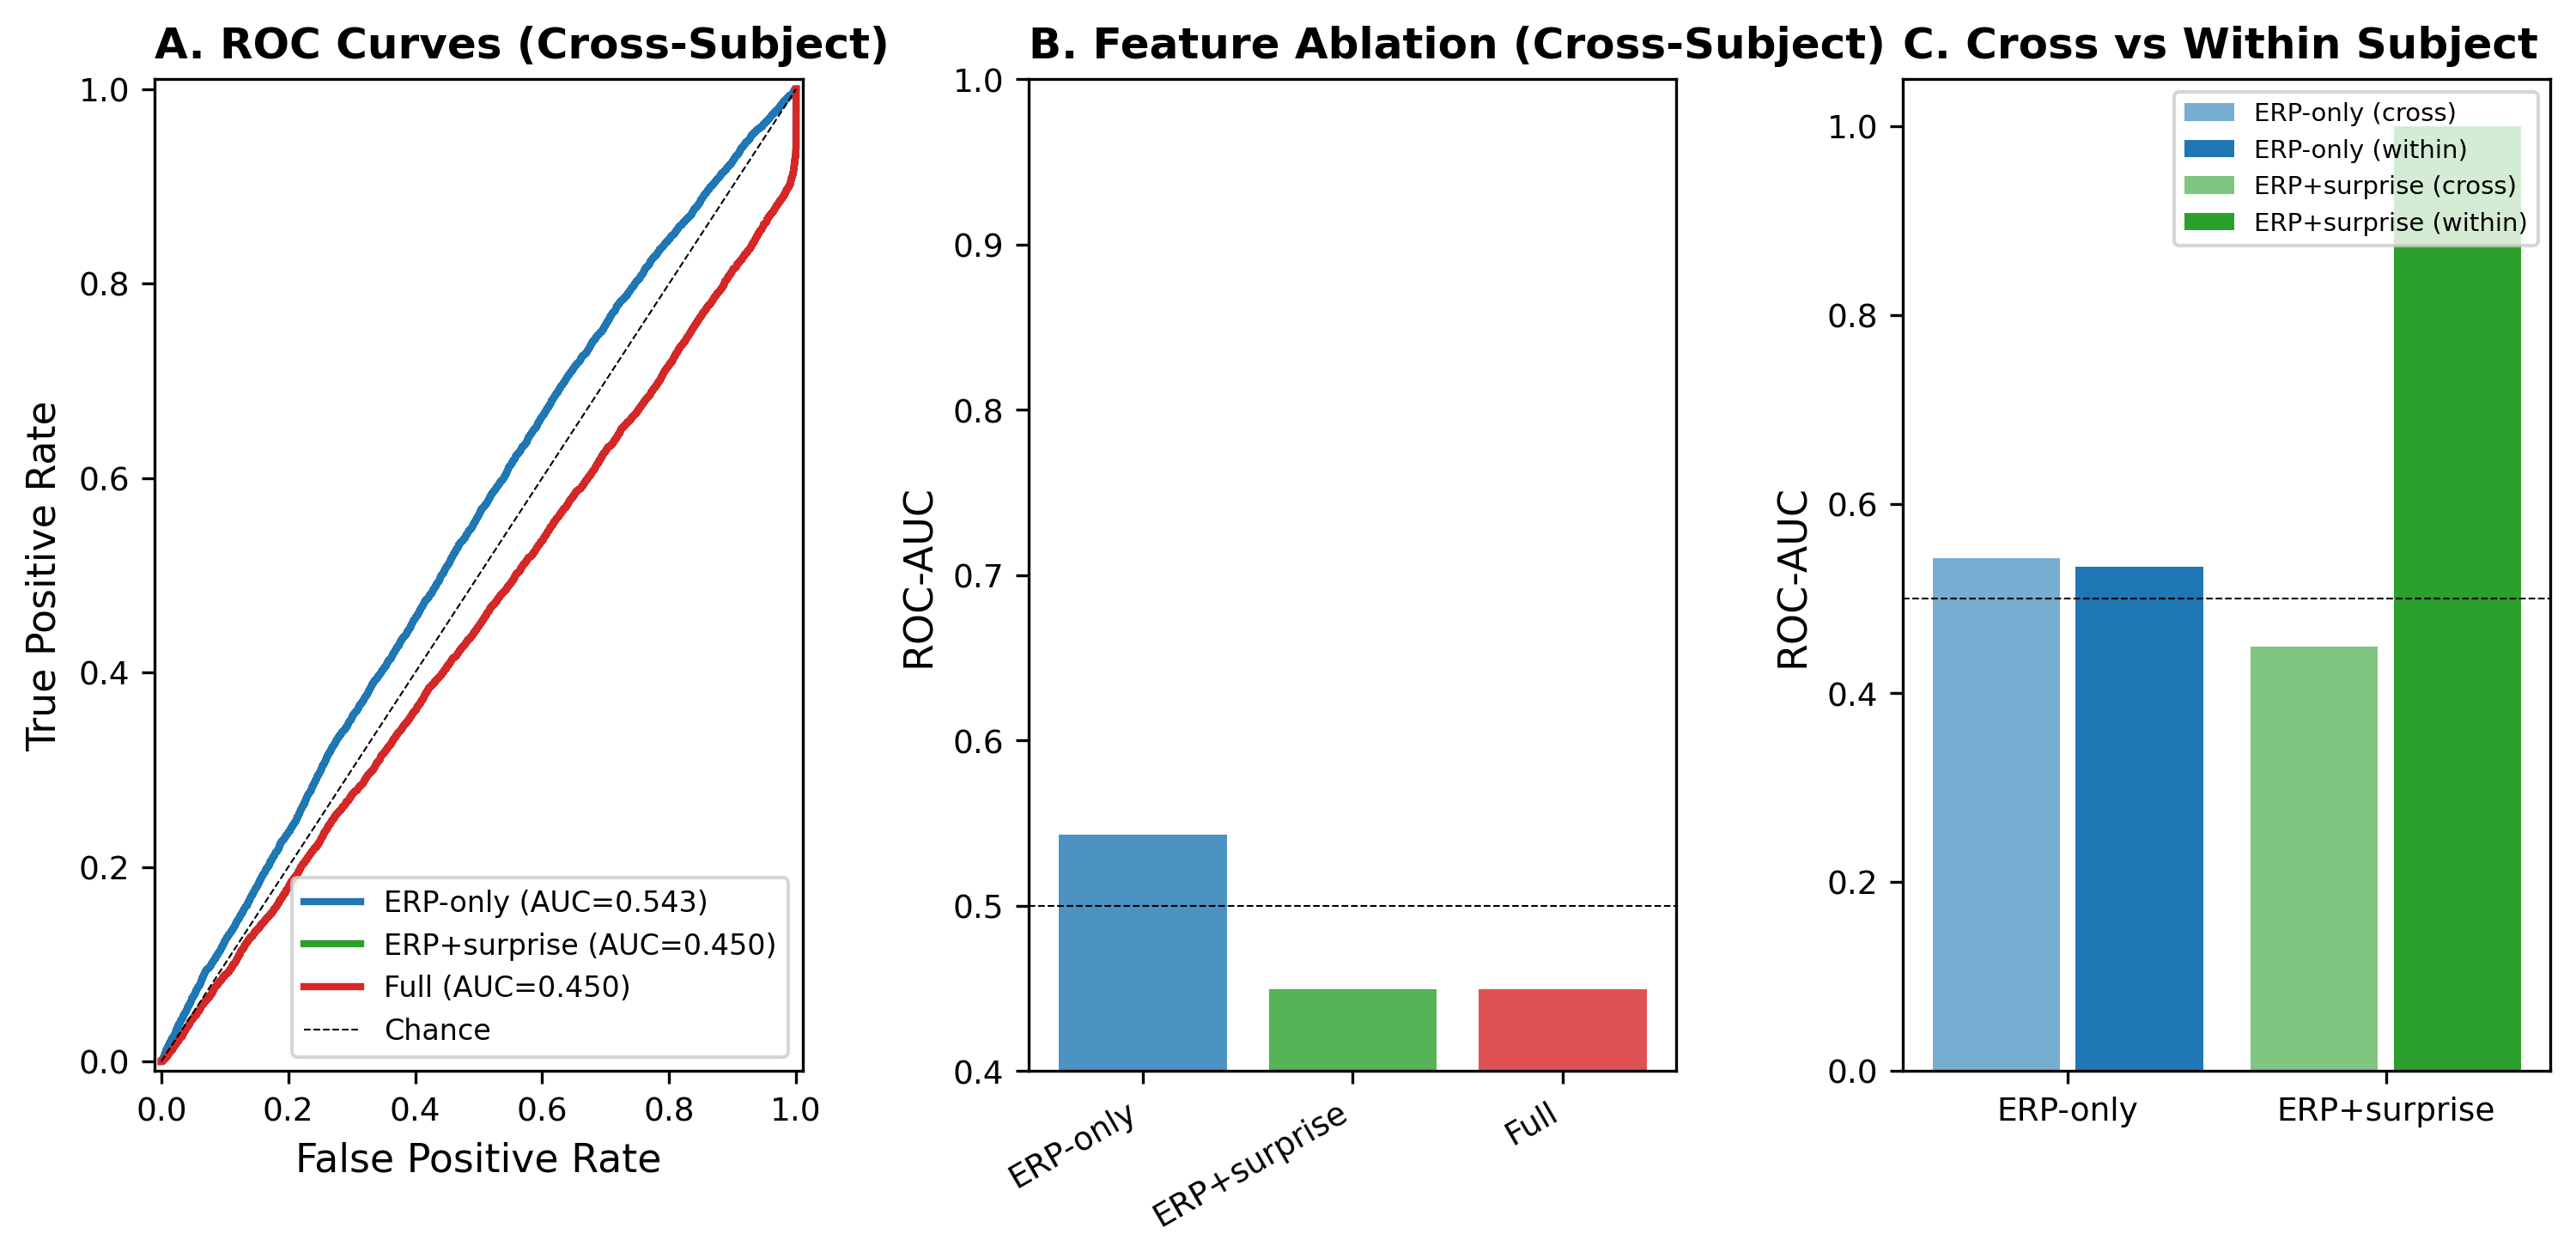 A. ROC Curves (Cross-Subject)
1.0
0.8
0.6
0.4
0.2
0.0
True Positive Rate
0.0 0.2 0.4 0.6 0.8 1.0
False Positive Rate
ERP-only (AUC=0.543)
ERP+surprise (AUC=0.450)
Full (AUC=0.450)
Chance
B. Feature Ablation (Cross-Subject)
1.0
0.9
0.8
0.7
0.6
0.5
0.4
ROC-AUC
ERP-only
ERP+surprise
Full
C. Cross vs Within Subject
1.0
0.8
0.6
0.4
0.2
0.0
ROC-AUC
ERP-only (cross)
ERP-only (within)
ERP+surprise (cross)
ERP+surprise (within)
ERP-only ERP+surprise